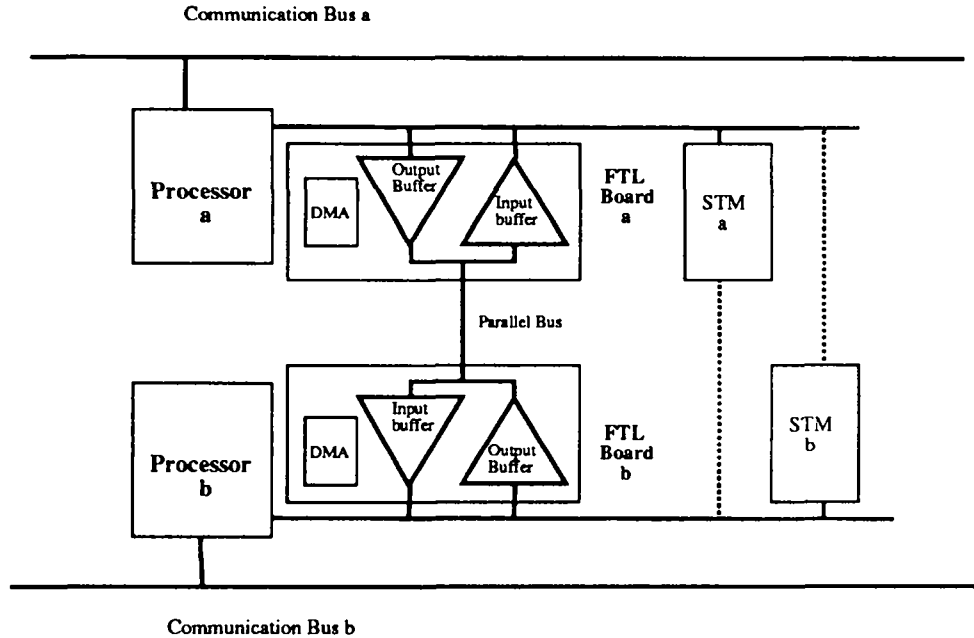 Communication Bus a
Processor
a
DMA
Output
Buffer
Input
buffer
FTL
Board
a
STM
a
Parallel Bus
Processor
b
DMA
Input
buffer
Output
Buffer
FTL
Board
b
STM
b
Communication Bus b